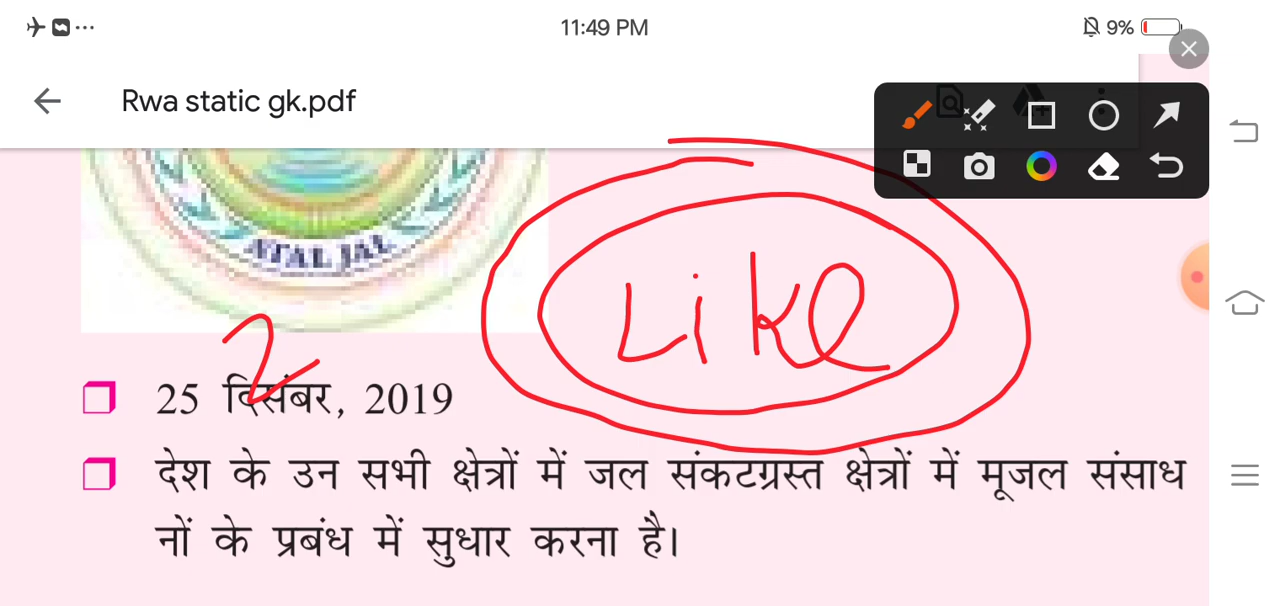 11:49 PM
9%
Rwa static gk.pdf
ATAL JAL
Like
2
25 दिसंबर, 2019
देश के उन सभी क्षेत्रों में जल संकटग्रस्त क्षेत्रों में मूजल संसाध
नों के प्रबंध में सुधार करना है।